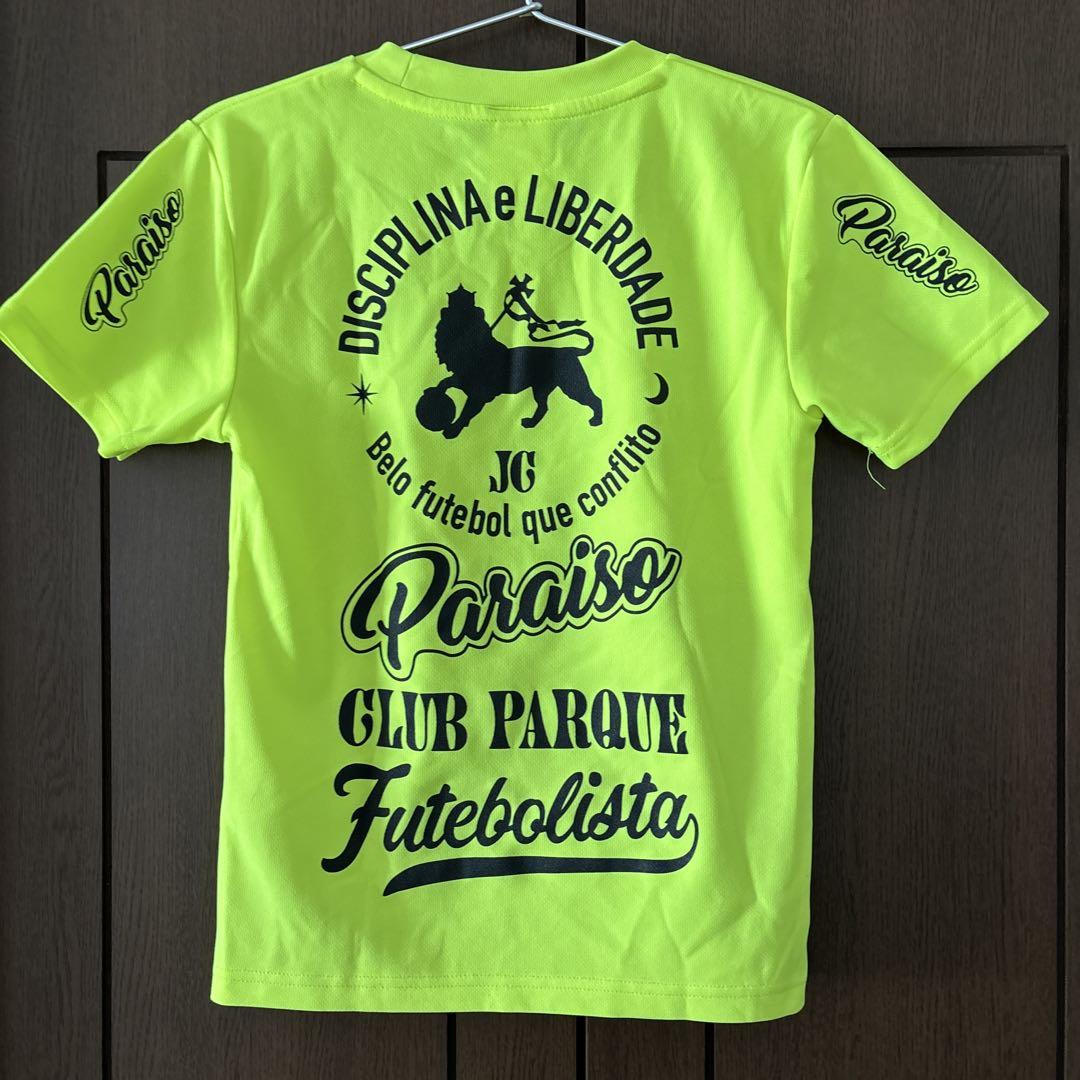 DISCIPLINA e LIBERDADE
Paraiso
Paraiso
JC
Belo futebol que conflito
Paraiso
CLUB PARQUE
Futebolista